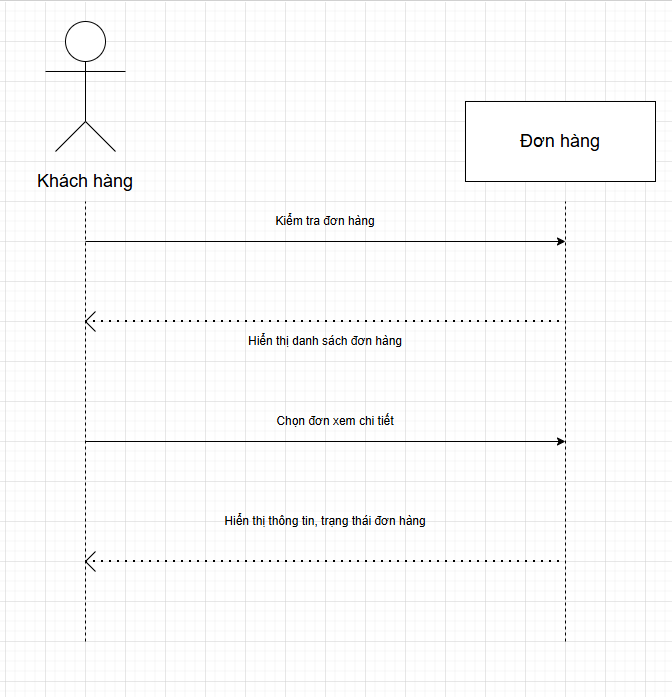 Đơn hàng
Khách hàng
Kiểm tra đơn hàng
Hiển thị danh sách đơn hàng
Chọn đơn xem chi tiết
Hiển thị thông tin, trạng thái đơn hàng